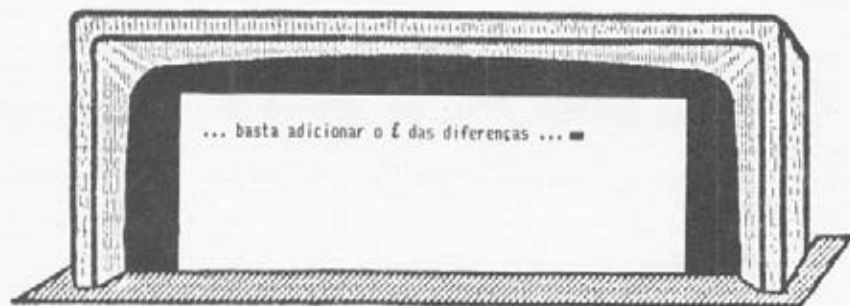 ... basta adicionar o ℓ das diferenças ...